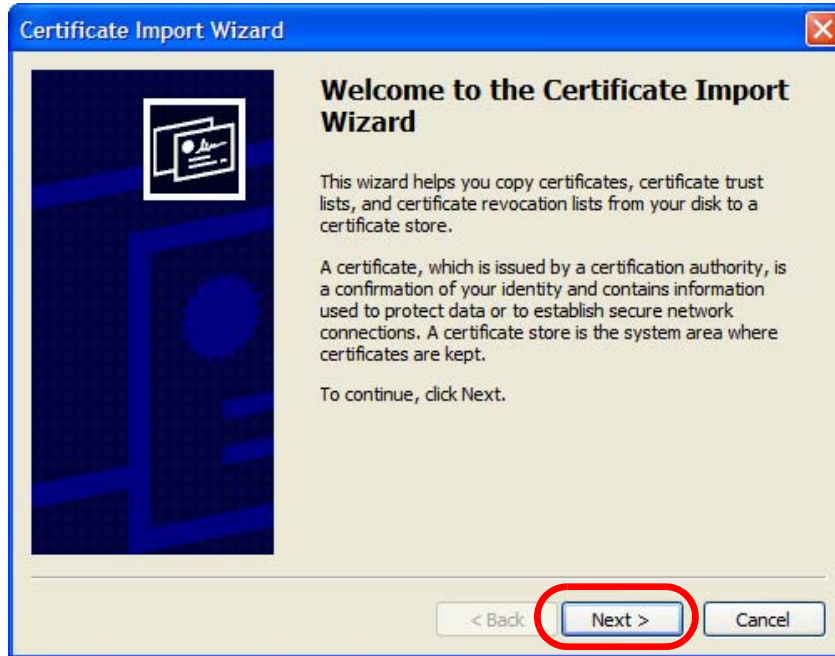 Certificate Import Wizard
Welcome to the Certificate Import
Wizard
This wizard helps you copy certificates, certificate trust
lists, and certificate revocation lists from your disk to a
certificate store.
A certificate, which is issued by a certification authority, is
a confirmation of your identity and contains information
used to protect data or to establish secure network
connections. A certificate store is the system area where
certificates are kept.
To continue, click Next.
< Back Next > Cancel